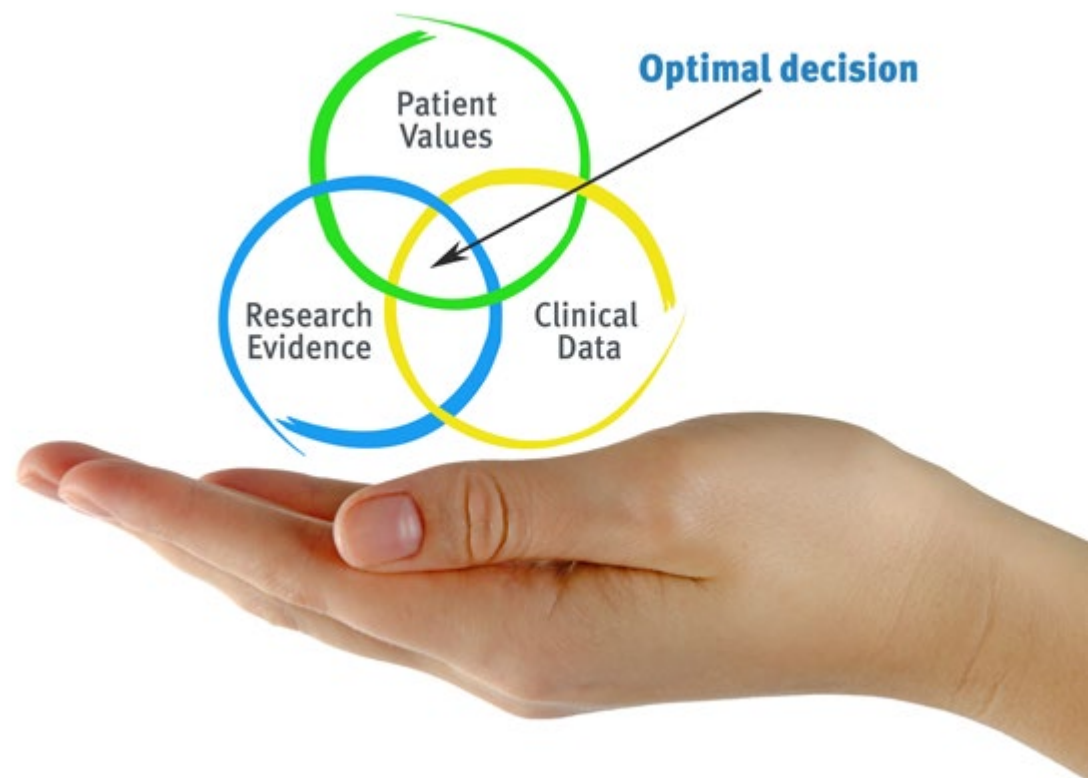 Optimal decision
Patient
Values
Research
Evidence
Clinical
Data